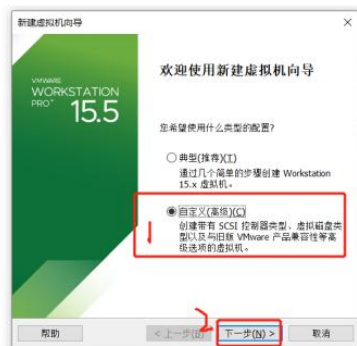 新建虚拟机向导
VMWARE
WORKSTATION
PRO™
15.5
欢迎使用新建虚拟机向导
您希望使用什么类型的配置?
典型(推荐)(T)
通过几个简单的步骤创建 Workstation
15.x 虚拟机。
自定义(高级)(C)
创建带有 SCSI 控制器类型、虚拟磁盘类
型以及与旧版 VMware 产品兼容性等高
级选项的虚拟机。
1
2
帮助
< 上一步(B)
下一步(N) >
取消